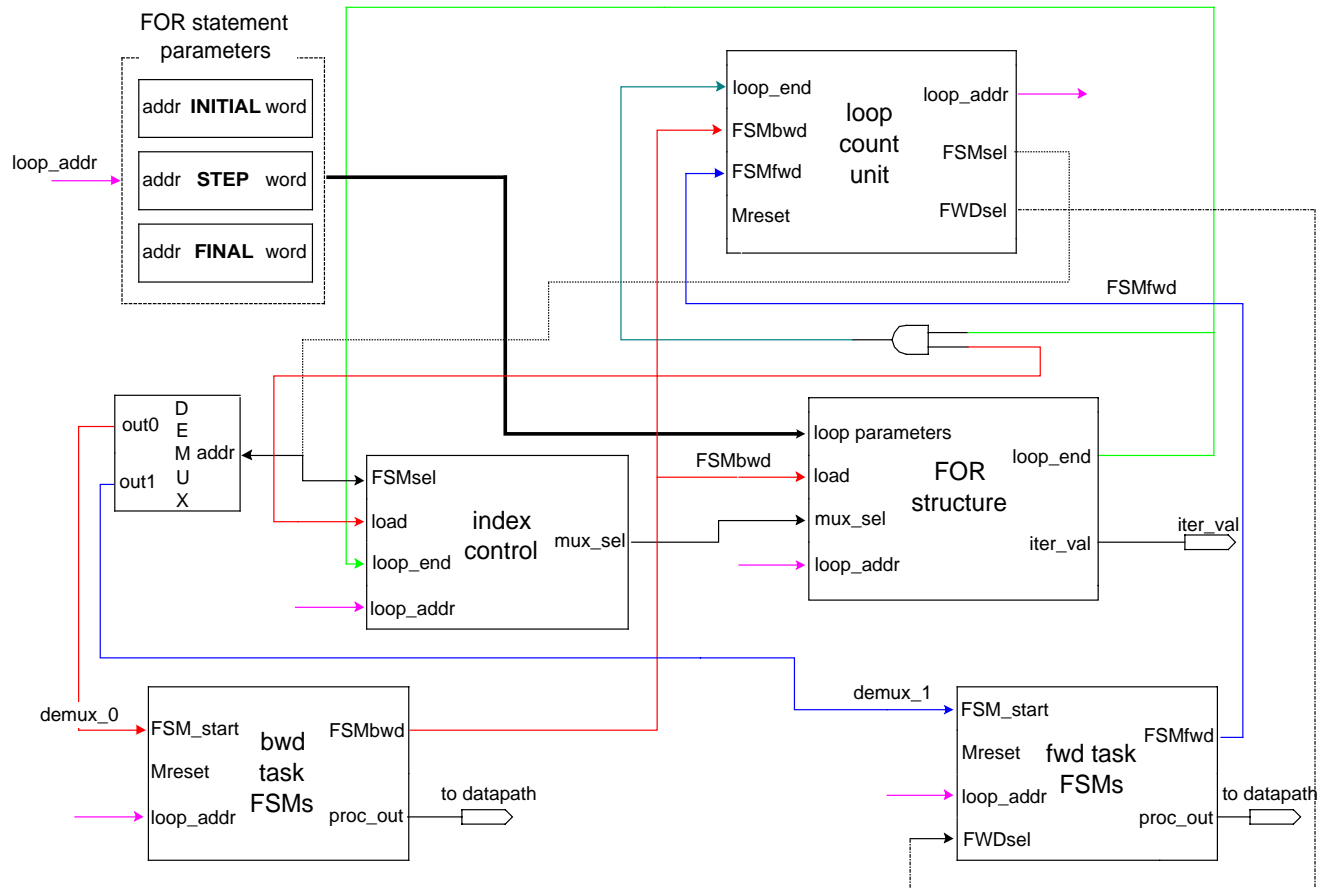 FOR statement
parameters
addr INITIAL word
addr STEP word
addr FINAL word
loop_addr
loop_end
FSMbwd
FSMfwd
Mreset
loop
count
unit
loop_addr
FSMsel
FWDsel
FSMfwd
out0
out1
D
E
M
U
X
addr
FSMsel
load
loop_end
loop_addr
index
control
mux_sel
FSMbwd
loop parameters
load
mux_sel
loop_addr
FOR
structure
loop_end
iter_val
iter_val
demux_0
FSM_start
Mreset
loop_addr
bwd
task
FSMs
FSMbwd
proc_out
to datapath
demux_1
FSM_start
Mreset
loop_addr
FWDsel
fwd task
FSMs
FSMfwd
proc_out
to datapath